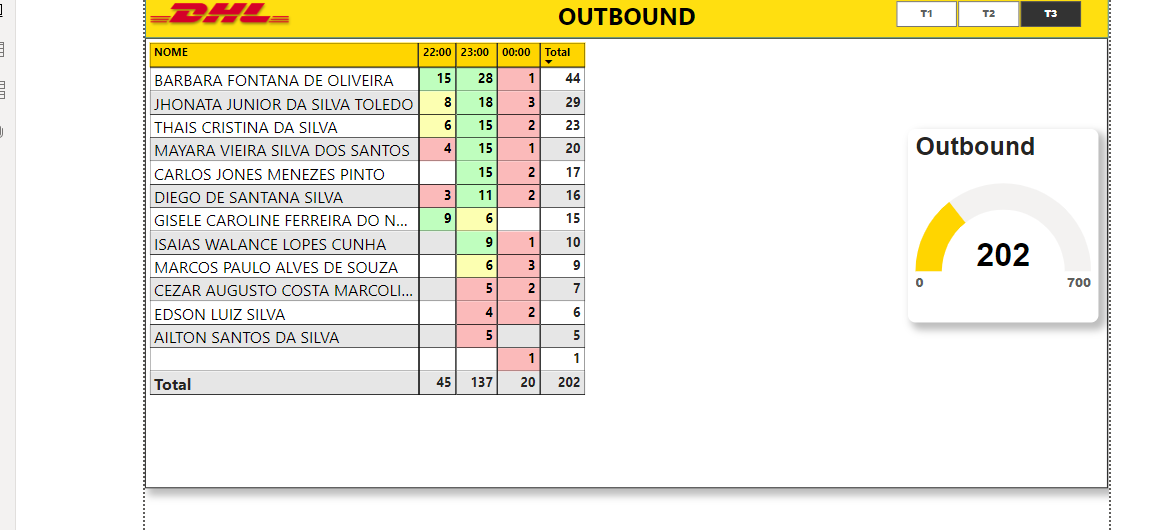 DHL
OUTBOUND
T1 T2 T3
NOME 22:00 23:00 00:00 Total
BARBARA FONTANA DE OLIVEIRA 15 28 1 44
JHONATA JUNIOR DA SILVA TOLEDO 8 18 3 29
THAIS CRISTINA DA SILVA 6 15 2 23
MAYARA VIEIRA SILVA DOS SANTOS 4 15 1 20
CARLOS JONES MENEZES PINTO 15 2 17
DIEGO DE SANTANA SILVA 3 11 2 16
GISELE CAROLINE FERREIRA DO N... 9 6 15
ISAIAS WALANCE LOPES CUNHA 9 1 10
MARCOS PAULO ALVES DE SOUZA 6 3 9
CEZAR AUGUSTO COSTA MARCOLI... 5 2 7
EDSON LUIZ SILVA 4 2 6
AILTON SANTOS DA SILVA 5 5
1 1
Total 45 137 20 202
Outbound
202
0 700